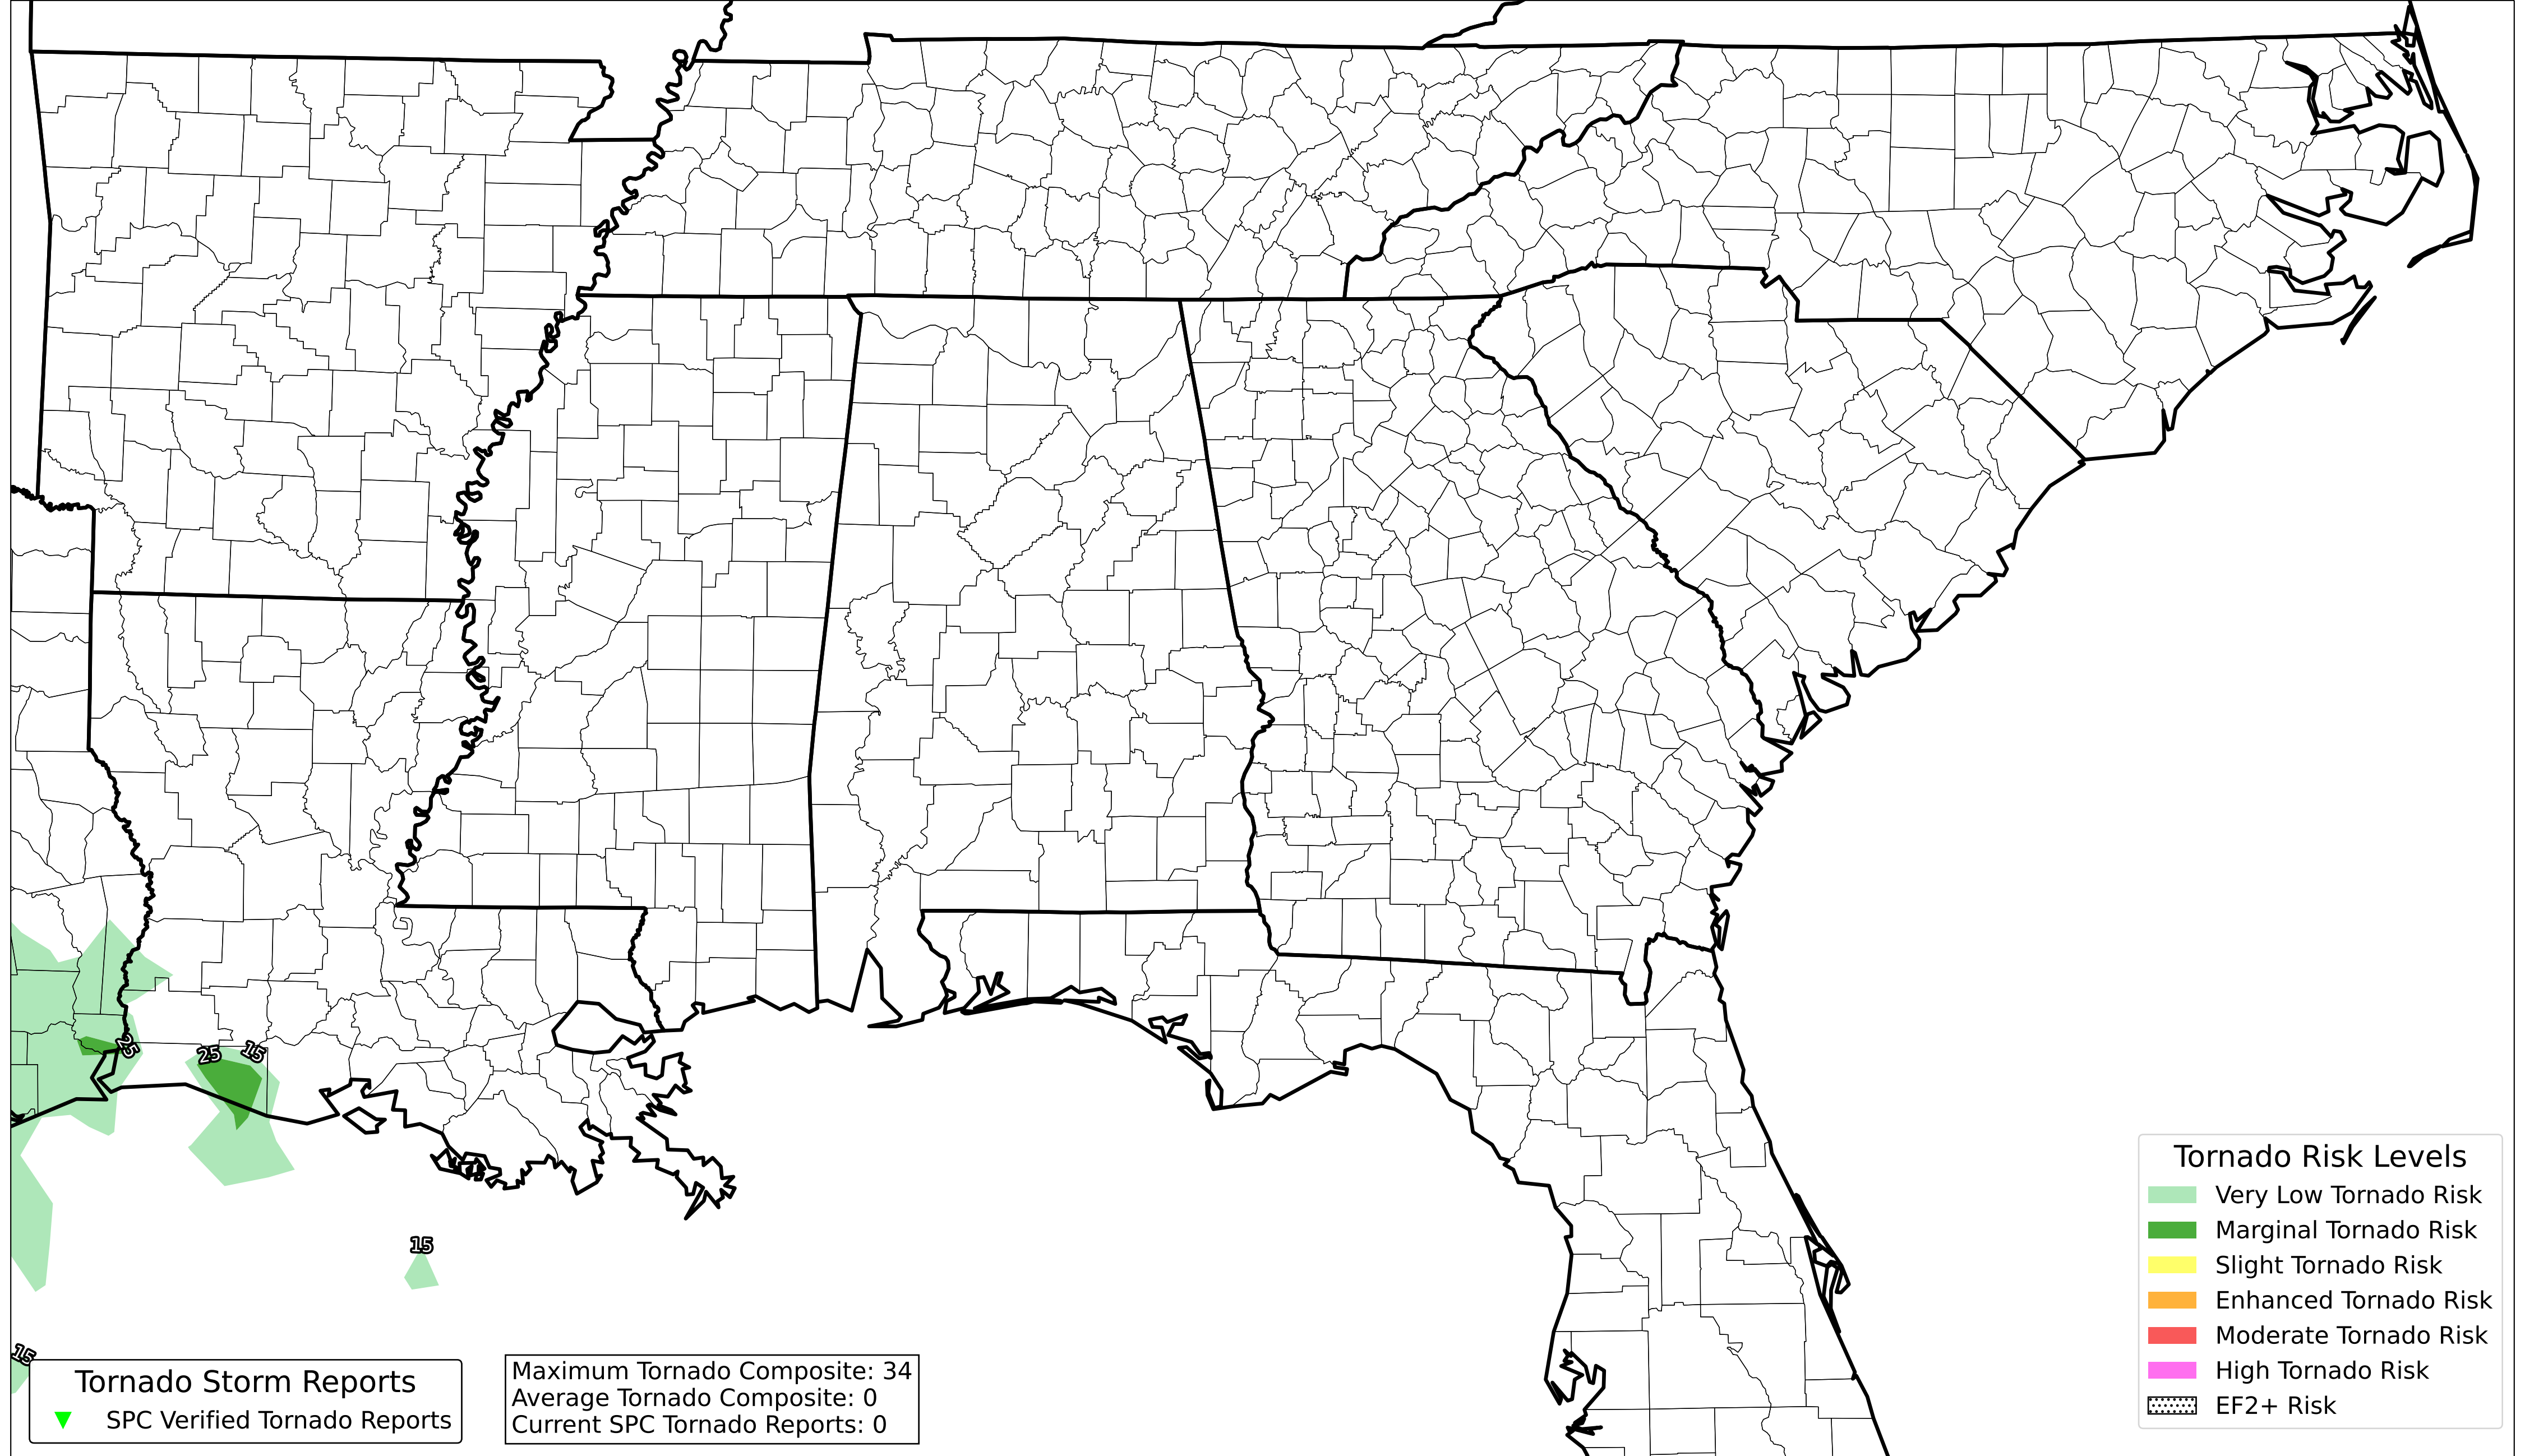 25
25
15
15
15
Tornado Storm Reports
SPC Verified Tornado Reports
Maximum Tornado Composite: 34
Average Tornado Composite: 0
Current SPC Tornado Reports: 0
Tornado Risk Levels
Very Low Tornado Risk
Marginal Tornado Risk
Slight Tornado Risk
Enhanced Tornado Risk
Moderate Tornado Risk
High Tornado Risk
EF2+ Risk